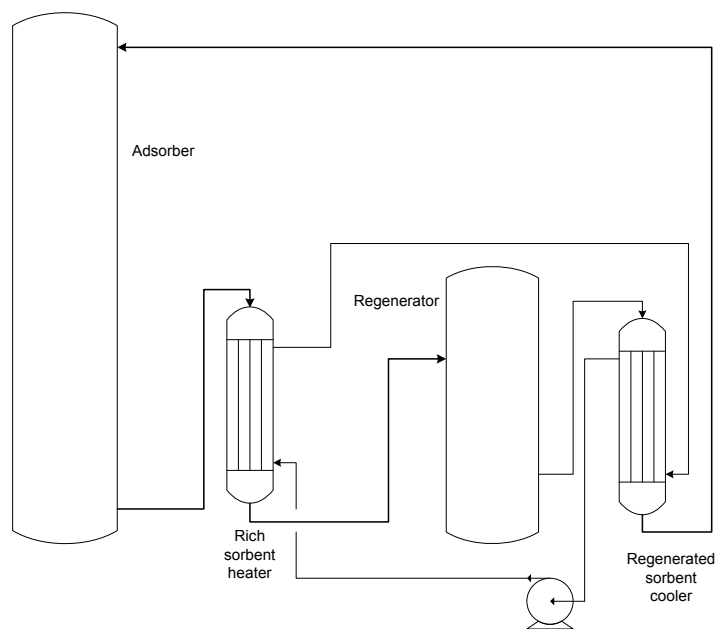 Adsorber
Regenerator
Rich
sorbent
heater
Regenerated
sorbent
cooler